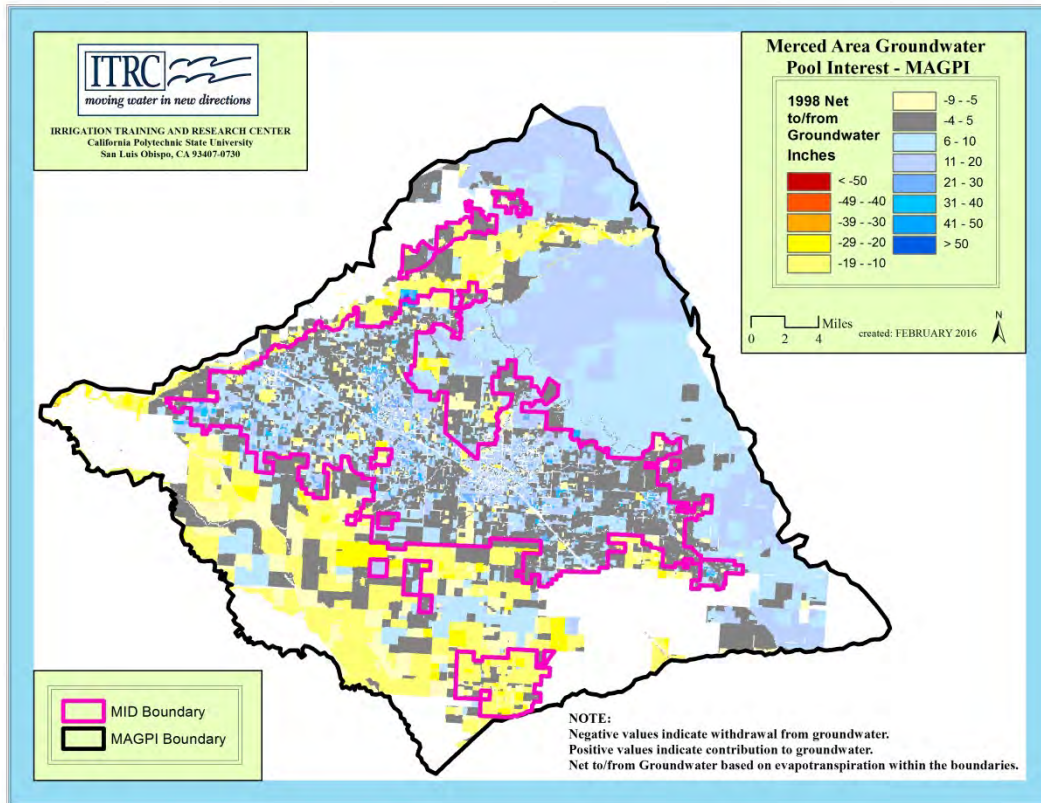 ITRC
moving water in new directions
IRRIGATION TRAINING AND RESEARCH CENTER
California Polytechnic State University
San Luis Obispo, CA 93407-0730
Merced Area Groundwater
Pool Interest - MAGPI
1998 Net
to/from
Groundwater
Inches
< -50
-49 - -40
-39 - -30
-29 - -20
-19 - -10
-9 - -5
-4 - 5
6 - 10
11 - 20
21 - 30
31 - 40
41 - 50
> 50
Miles
0 2 4
created: FEBRUARY 2016
N
MID Boundary
MAGPI Boundary
NOTE:
Negative values indicate withdrawal from groundwater.
Positive values indicate contribution to groundwater.
Net to/from Groundwater based on evapotranspiration within the boundaries.